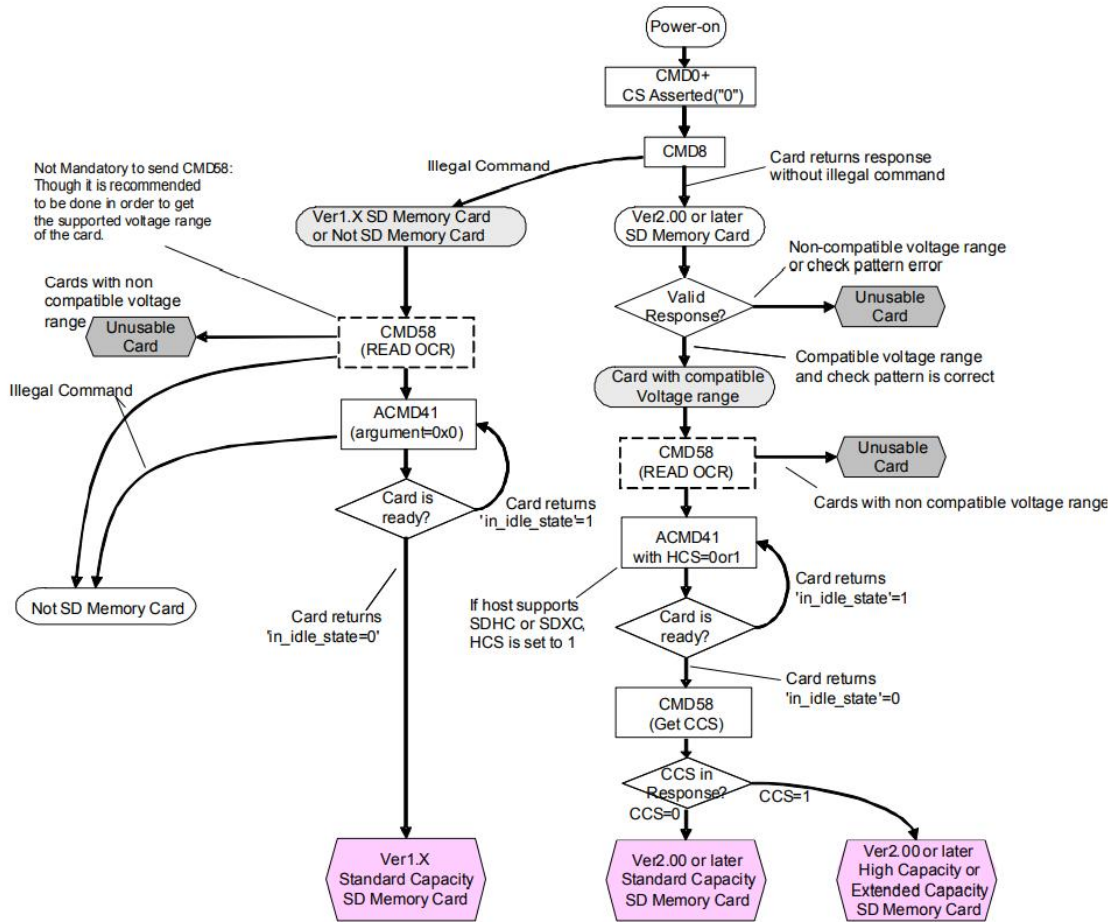 Power-on
CMD0+
CS Asserted("0")
CMD8
Illegal Command
Card returns response
without illegal command
Not Mandatory to send CMD58:
Though it is recommended
to be done in order to get
the supported voltage range
of the card.
Ver1.X SD Memory Card
or Not SD Memory Card
Ver2.00 or later
SD Memory Card
Non-compatible voltage range
or check pattern error
Cards with non
compatible voltage
range
Unusable
Card
CMD58
(READ OCR)
Valid
Response?
Unusable
Card
Compatible voltage range
and check pattern is correct
Card with compatible
Voltage range
Illegal Command
ACMD41
(argument=0x0)
CMD58
(READ OCR)
Unusable
Card
Cards with non compatible voltage range
Card is
ready?
Card returns
'in_idle_state'=1
ACMD41
with HCS=0or1
Card returns
'in_idle_state'=1
If host supports
SDHC or SDXC,
HCS is set to 1
Card is
ready?
Not SD Memory Card
Card returns
'in_idle_state=0'
Card returns
'in_idle_state'=0
CMD58
(Get CCS)
CCS in
Response?
CCS=0
CCS=1
Ver1.X
Standard Capacity
SD Memory Card
Ver2.00 or later
Standard Capacity
SD Memory Card
Ver2.00 or later
High Capacity or
Extended Capacity
SD Memory Card